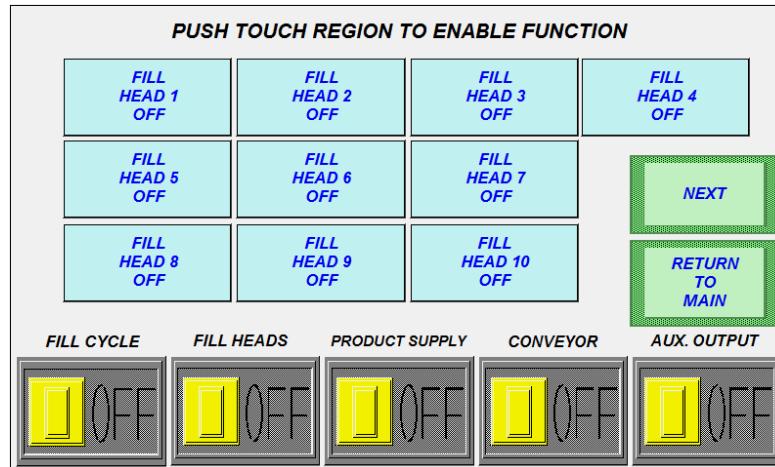 PUSH TOUCH REGION TO ENABLE FUNCTION
FILL
HEAD 1
OFF
FILL
HEAD 2
OFF
FILL
HEAD 3
OFF
FILL
HEAD 4
OFF
FILL
HEAD 5
OFF
FILL
HEAD 6
OFF
FILL
HEAD 7
OFF
NEXT
FILL
HEAD 8
OFF
FILL
HEAD 9
OFF
FILL
HEAD 10
OFF
RETURN
TO
MAIN
FILL CYCLE
FILL HEADS
PRODUCT SUPPLY
CONVEYOR
AUX. OUTPUT
OFF
OFF
OFF
OFF
OFF